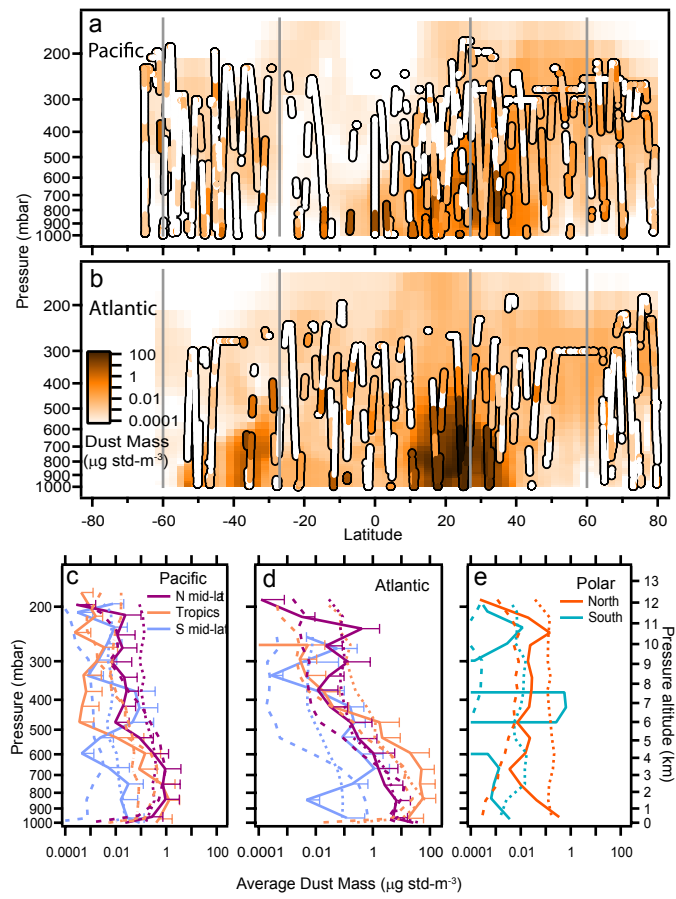 a
Pacific
200
300
400
500
600
700
800
900
1000
Pressure (mbar)
b
Atlantic
200
300
400
500
600
700
800
900
1000
100
1
0.01
0.0001
Dust Mass
(μg std-m⁻³)
-80 -60 -40 -20 0 20 40 60 80
Latitude
c
Pacific
N mid-lat
Tropics
S mid-lat
d
Atlantic
e
Polar
North
South
200
300
400
500
600
700
800
900
1000
Pressure (mbar)
13
12
11
10
9
8
7
6
5
4
3
2
1
0
Pressure altitude (km)
0.0001 0.01 1 100
0.01 1 100
0.0001 0.01 1 100
Average Dust Mass (μg std-m⁻³)